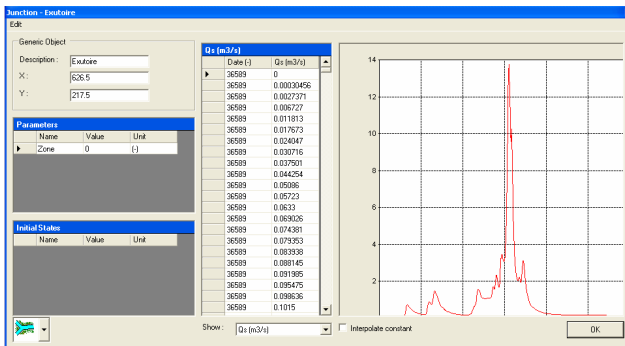 Junction - Exutoire
Edit
Generic Object
Description : Exutoire
X : 626.5
Y : 217.5
Parameters
Name Value Unit
Zone 0 (-)
Initial States
Name Value Unit
Qs (m3/s)
Date (-) Qs (m3/s)
36589 0
36589 0.00030456
36589 0.0027371
36589 0.006727
36589 0.011813
36589 0.017673
36589 0.024047
36589 0.030716
36589 0.037501
36589 0.044254
36589 0.05086
36589 0.05723
36589 0.0633
36589 0.069026
36589 0.074381
36589 0.079353
36589 0.083938
36589 0.088145
36589 0.091985
36589 0.095475
36589 0.098636
36589 0.1015
14
12
10
8
6
4
2
Show : Qs (m3/s)
Interpolate constant
OK